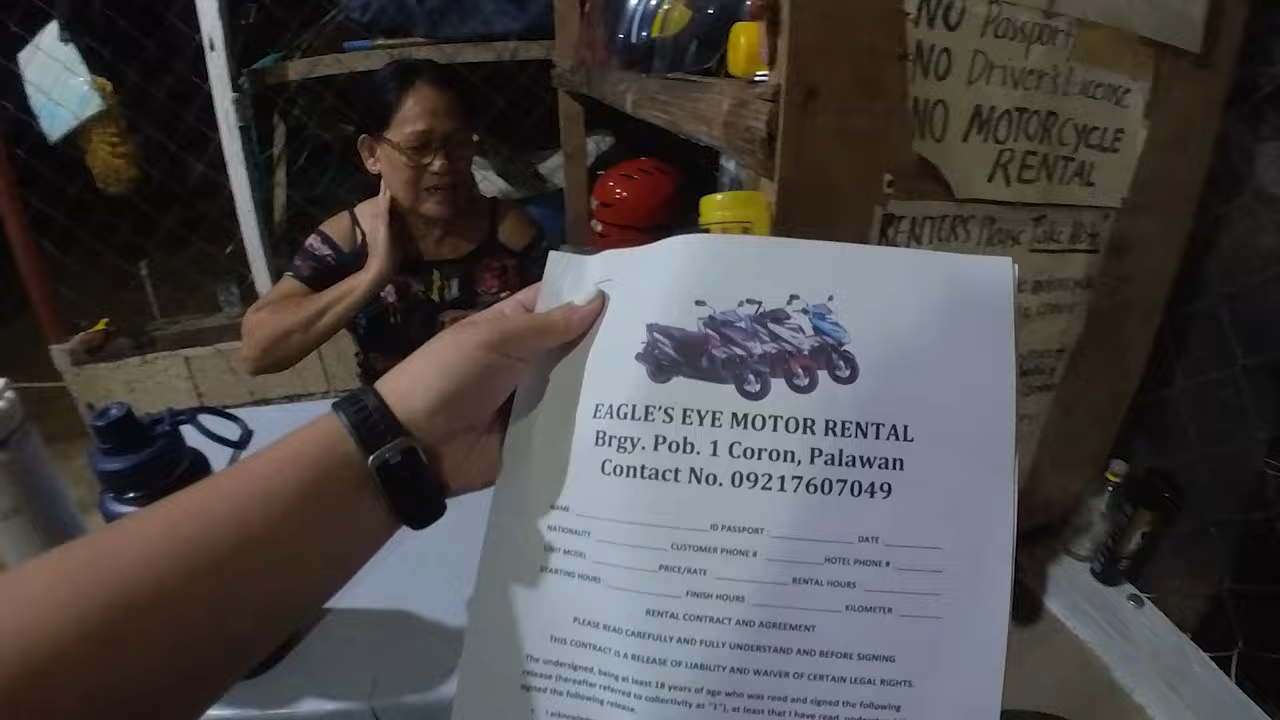 NO Passport
NO Driver's License
NO MOTORCYCLE
RENTAL
RENTERS Please Take Note
EAGLE'S EYE MOTOR RENTAL
Brgy. Pob. 1 Coron, Palawan
Contact No. 09217607049
NAME ID PASSPORT : DATE :
NATIONALITY CUSTOMER PHONE # HOTEL PHONE #
UNIT MODEL PRICE/RATE RENTAL HOURS
STARTING HOURS FINISH HOURS KILOMETER
RENTAL CONTRACT AND AGREEMENT
PLEASE READ CAREFULLY AND FULLY UNDERSTAND AND BEFORE SIGNING
THIS CONTRACT IS A RELEASE OF LIABILITY AND WAIVER OF CERTAIN LEGAL RIGHTS.
The undersigned, being at least 18 years of age who was read and signed the following
release (hereafter referred to collectivity as "1"), at least that I have read,
signed the following release.